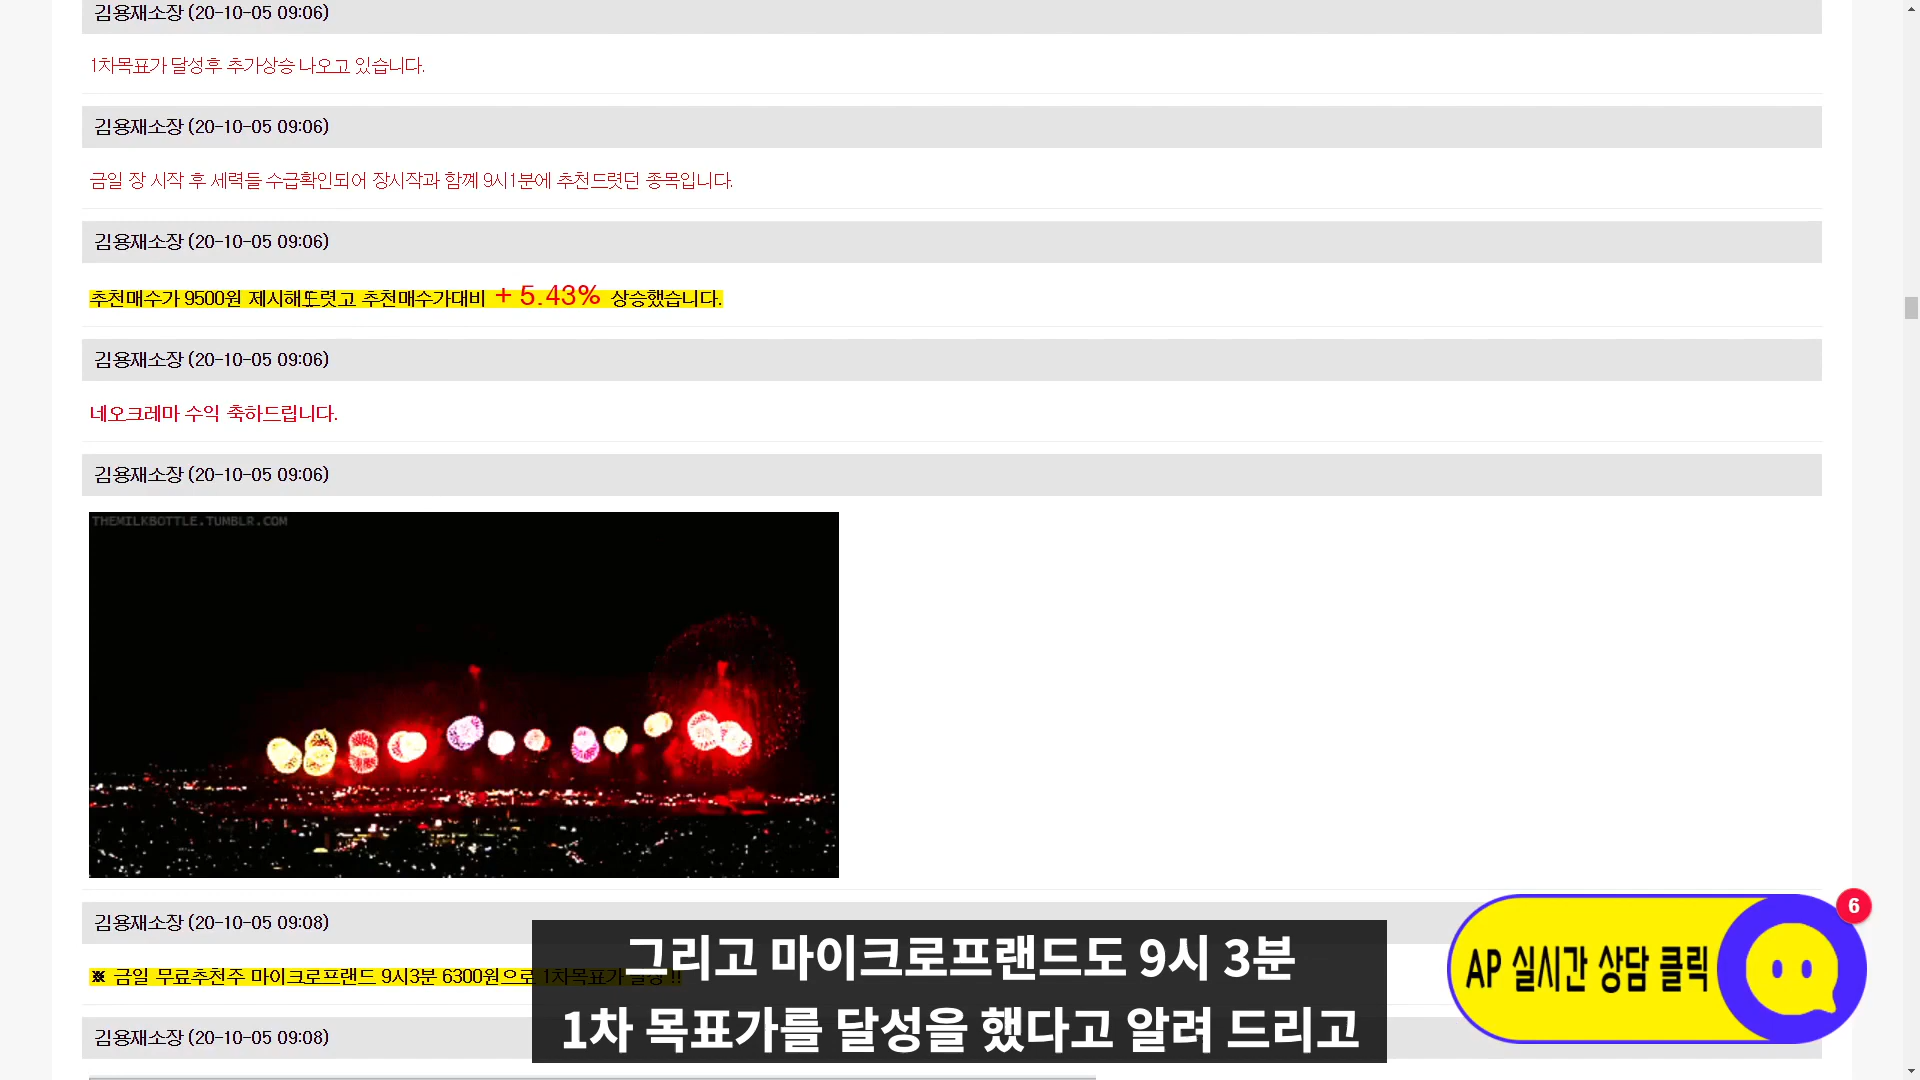 김용재소장 (20-10-05 09:06)
1차목표가 달성후 추가상승 나오고 있습니다.
김용재소장 (20-10-05 09:06)
금일 장 시작 후 세력들 수급확인되어 장시작과 함께 9시1분에 추천드렷던 종목입니다.
김용재소장 (20-10-05 09:06)
추천매수가 9500원 제시해드렷고 추천매수가대비 + 5.43% 상승했습니다.
김용재소장 (20-10-05 09:06)
네오크레마 수익 축하드립니다.
김용재소장 (20-10-05 09:06)
THEMILKBOTTLE.TUMBLR.COM
김용재소장 (20-10-05 09:08)
※ 금일 무료추천주 마이크로프랜드 9시3분 6300원으로 1차목표가 달성 !!
김용재소장 (20-10-05 09:08)
그리고 마이크로프랜드도 9시 3분
1차 목표가를 달성을 했다고 알려 드리고
AP 실시간 상담 클릭
6